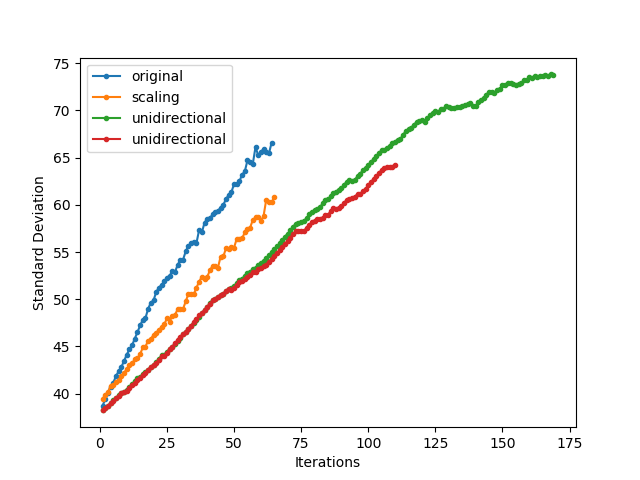 75
70
65
60
55
50
45
40
Standard Deviation
original
scaling
unidirectional
unidirectional
0 25 50 75 100 125 150 175
Iterations